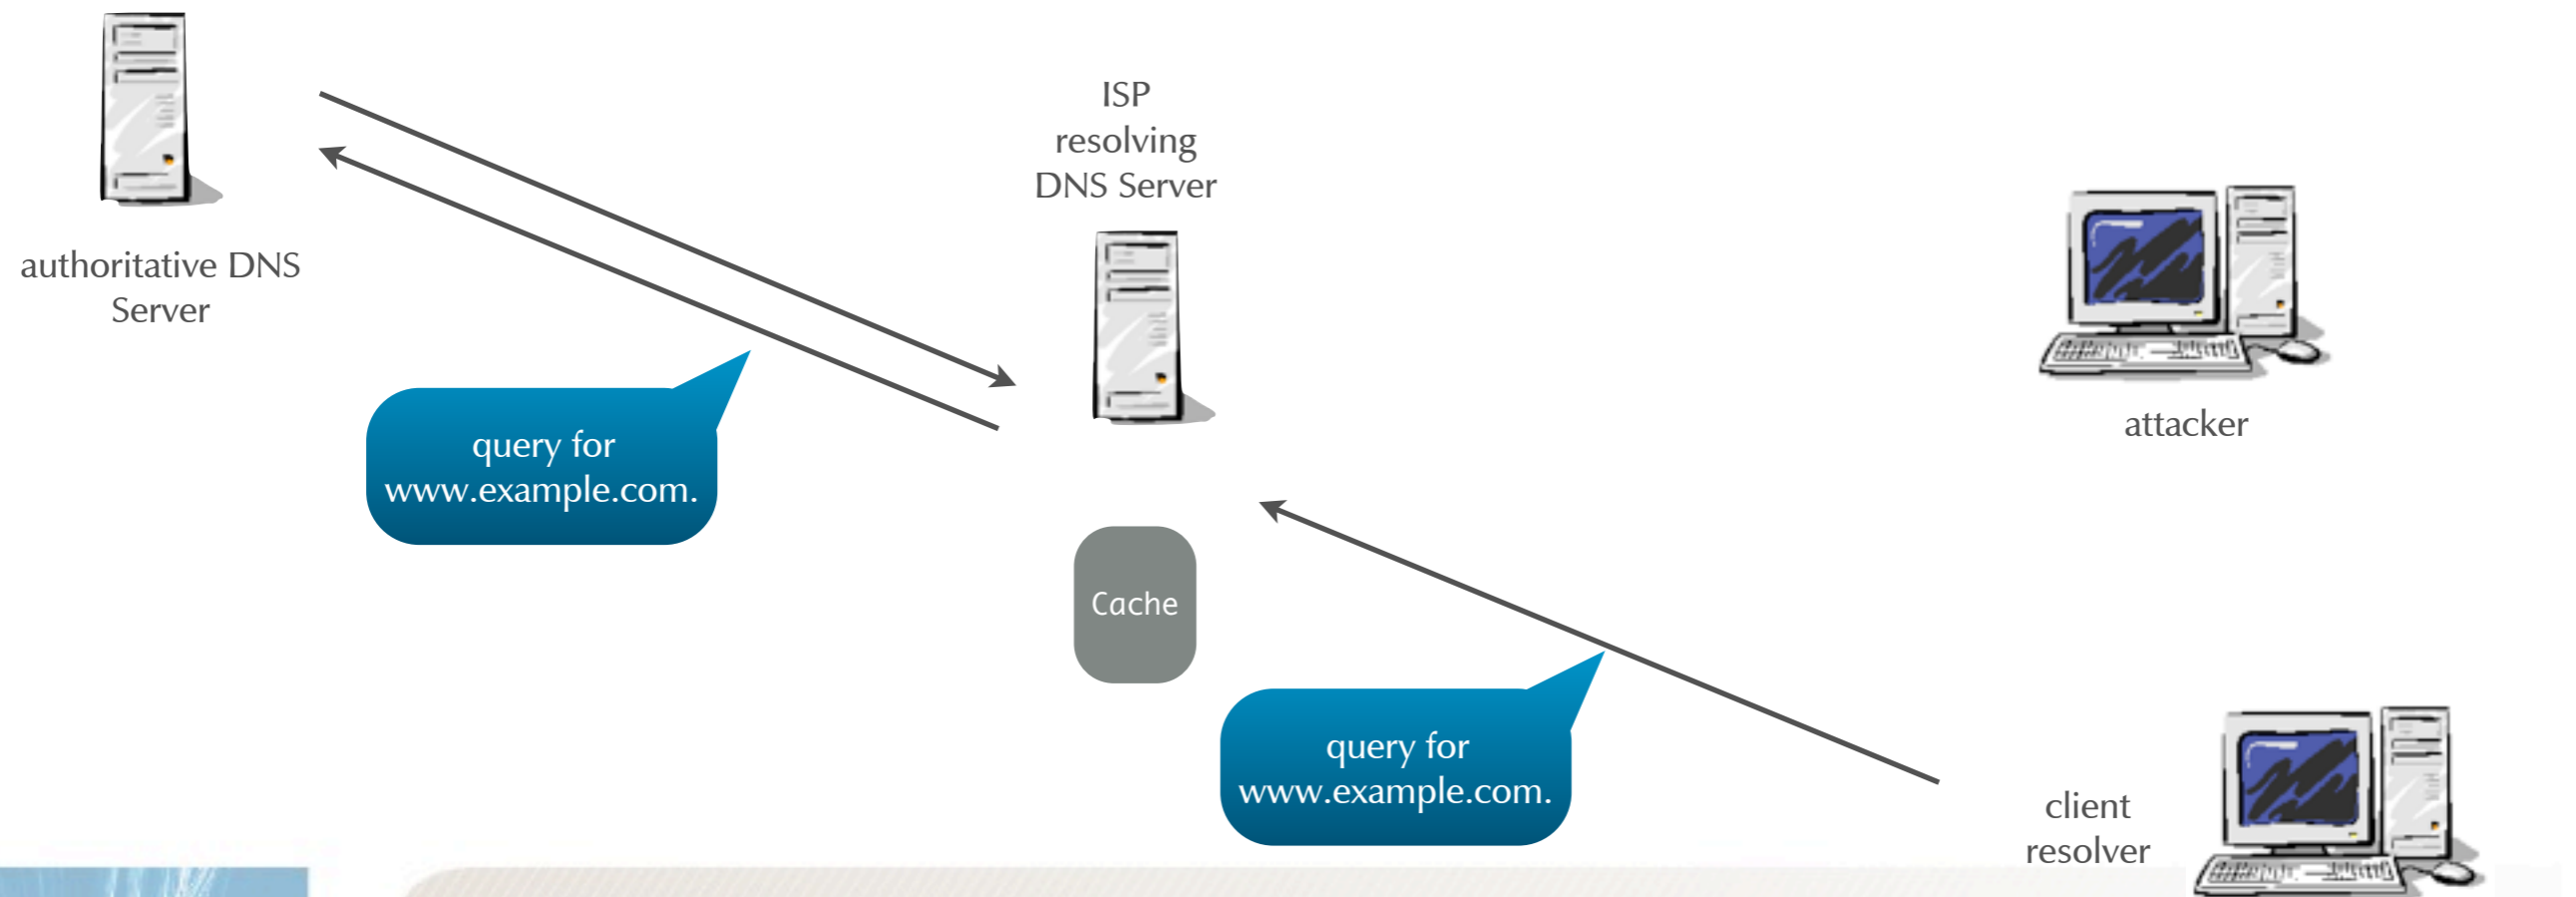 ISP
resolving
DNS Server
authoritative DNS
Server
attacker
query for
www.example.com.
Cache
query for
www.example.com.
client
resolver